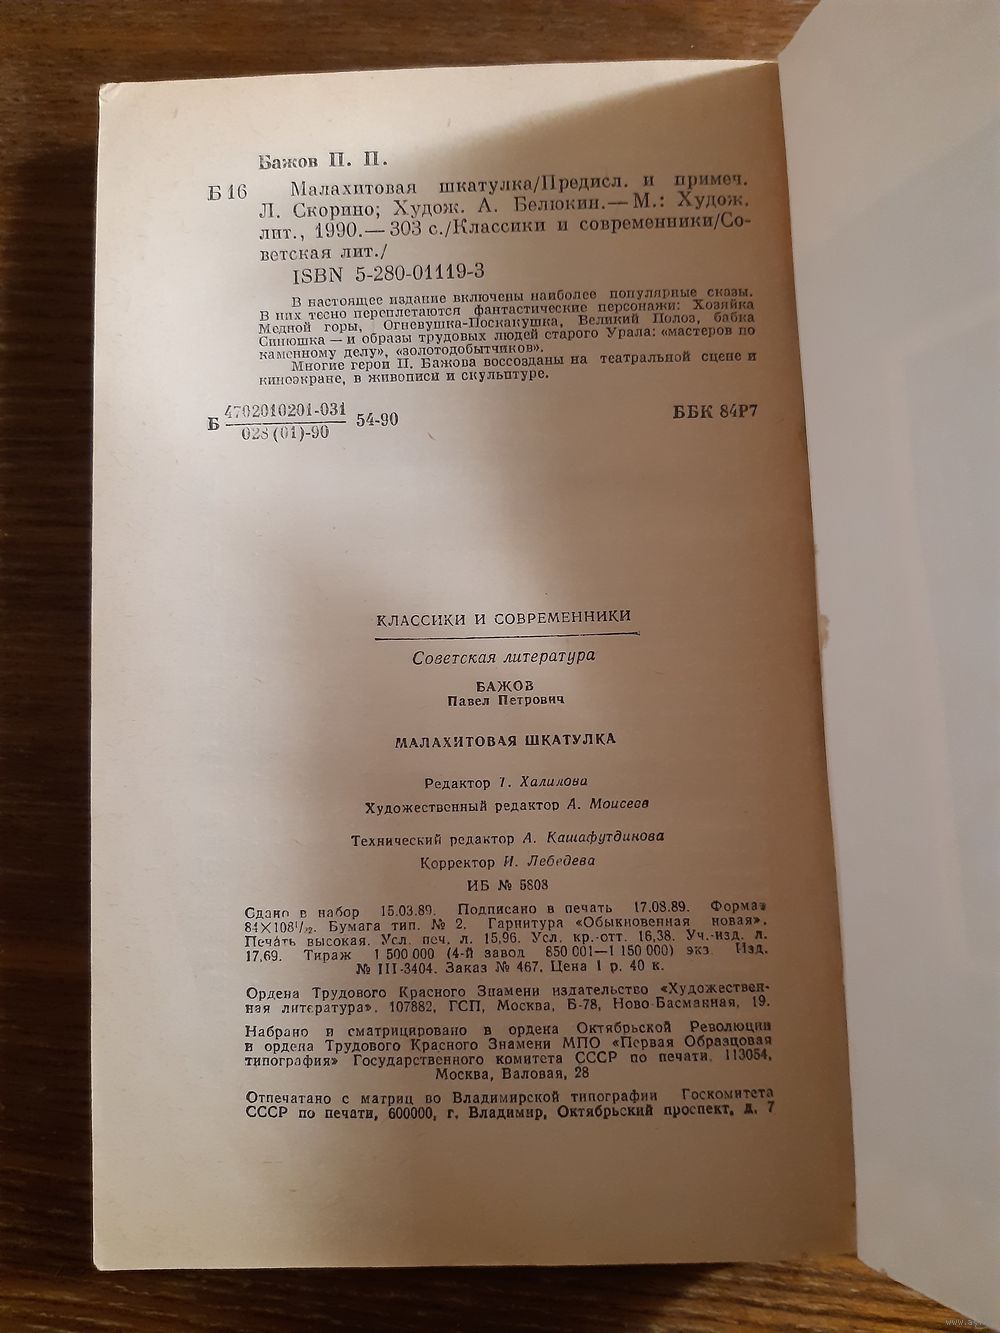 Бажов П. П.
Б 16 Малахитовая шкатулка/Предисл. и примеч.
Л. Скорино; Худож. А. Белюкин.— М.: Худож.
лит., 1990.— 303 с./Классики и современники/Со-
ветская лит./
ISBN 5-280-01119-3
В настоящее издание включены наиболее популярные сказы.
В них тесно переплетаются фантастические персонажи: Хозяйка
Медной горы, Огневушка-Поскакушка, Великий Полоз, бабка
Синюшка — и образы трудовых людей старого Урала: «мастеров по
каменному делу», «золотодобытчиков».
Многие герои П. Бажова воссозданы на театральной сцене и
киноэкране, в живописи и скульптуре.
Б 4702010201-031 54-90 ББК 84Р7
028 (01)-90
КЛАССИКИ И СОВРЕМЕННИКИ
Советская литература
БАЖОВ
Павел Петрович
МАЛАХИТОВАЯ ШКАТУЛКА
Редактор Халилова
Художественный редактор А. Моисеев
Технический редактор А. Кашафутдинова
Корректор И. Лебедева
ИБ № 5808
Сдано в набор 15.03.89. Подписано в печать 17.08.89. Формат
84×108¹/₃₂. Бумага тип. № 2. Гарнитура «Обыкновенная новая».
Печать высокая. Усл. печ. л. 15,96. Усл. кр.-отт. 16,38. Уч.-изд. л.
17,69. Тираж 1 500 000 (4-й завод 850 001—1 150 000) экз. Изд.
№ III-3404. Заказ № 467. Цена 1 р. 40 к.
Ордена Трудового Красного Знамени издательство «Художествен-
ная литература». 107882, ГСП, Москва, Б-78, Ново-Басманная, 19.
Набрано и сматрицировано в ордена Октябрьской Революции
и ордена Трудового Красного Знамени МПО «Первая Образцовая
типография» Государственного комитета СССР по печати. 113054,
Москва, Валовая, 28
Отпечатано с матриц во Владимирской типографии Госкомитета
СССР по печати, 600000, г. Владимир, Октябрьский проспект, д. 7